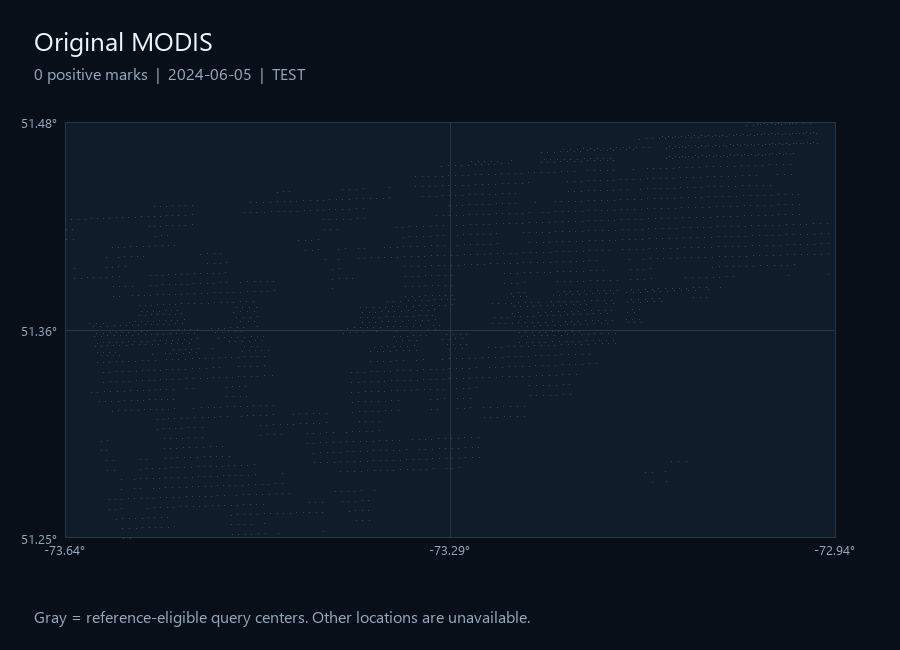 Original MODIS
0 positive marks | 2024-06-05 | TEST
51.48°
51.36°
51.25°
-73.64°
-73.29°
-72.94°
Gray = reference-eligible query centers. Other locations are unavailable.